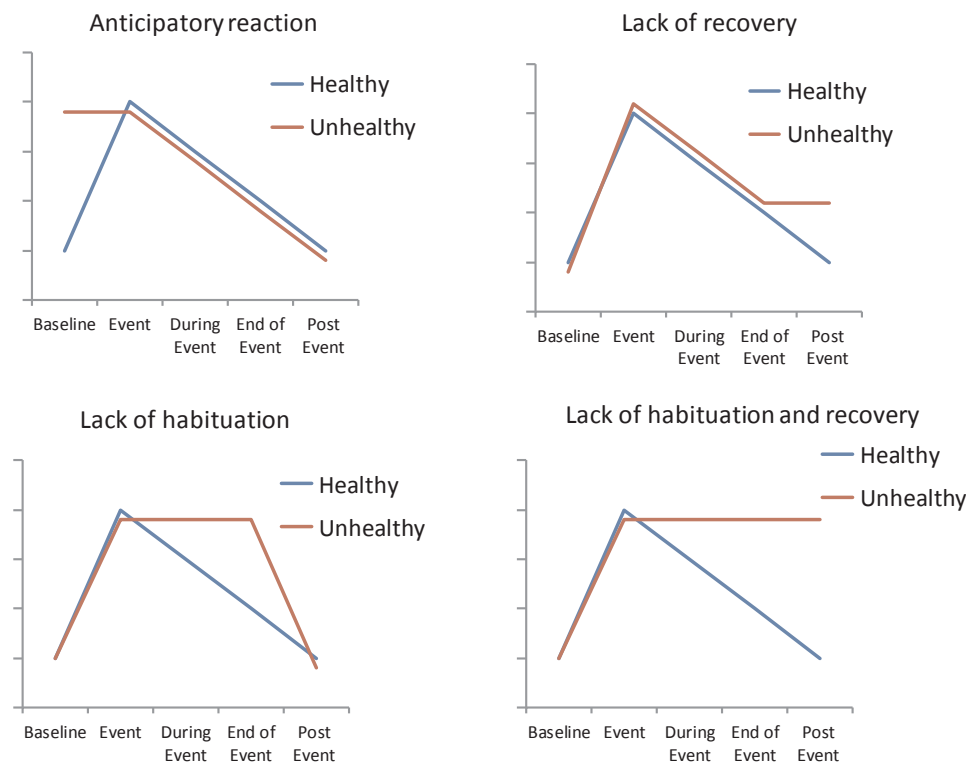 Anticipatory reaction
Healthy
Unhealthy
Baseline Event During End of Post
Event Event Event
Lack of recovery
Healthy
Unhealthy
Baseline Event During End of Post
Event Event Event
Lack of habituation
Healthy
Unhealthy
Baseline Event During End of Post
Event Event Event
Lack of habituation and recovery
Healthy
Unhealthy
Baseline Event During End of Post
Event Event Event